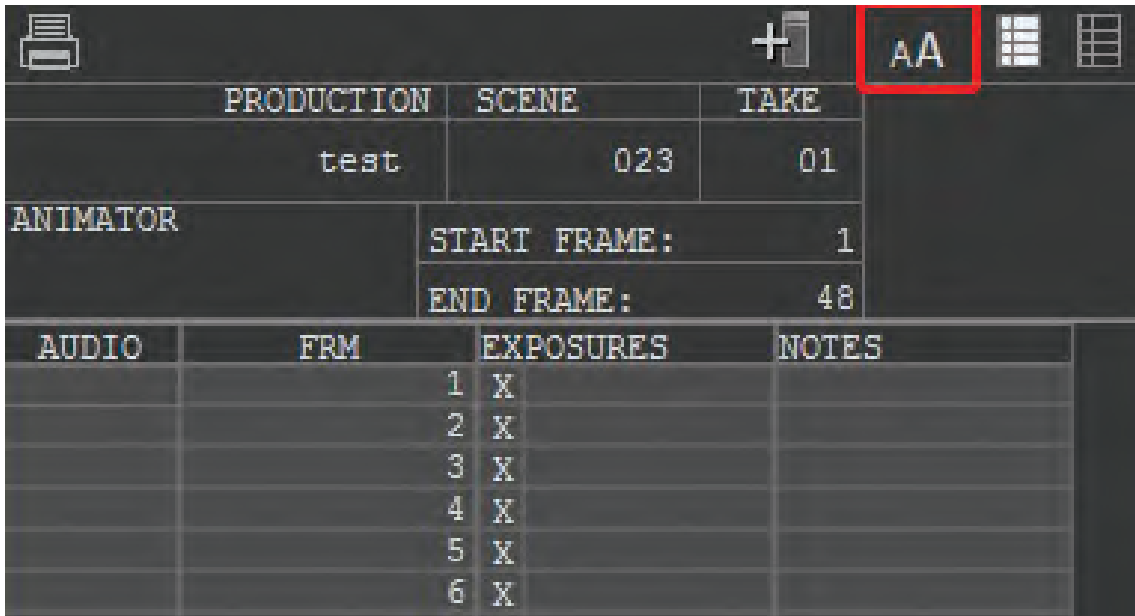 AA
PRODUCTION SCENE TAKE
test 023 01
ANIMATOR
START FRAME: 1
END FRAME: 48
AUDIO FRM EXPOSURES NOTES
1 X
2 X
3 X
4 X
5 X
6 X